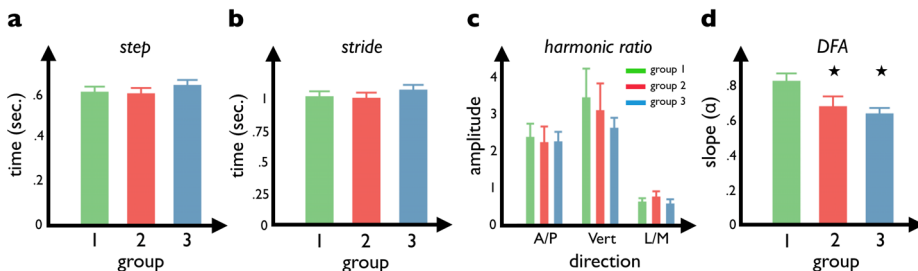 a
step
time (sec.)
.6
.4
.2
0
1 2 3
group
b
stride
time (sec.)
1
.75
.5
.25
0
1 2 3
group
c
harmonic ratio
group 1
group 2
group 3
amplitude
4
3
2
1
0
A/P Vert L/M
direction
d
DFA
★ ★
slope (α)
.8
.6
.4
.2
0
1 2 3
group